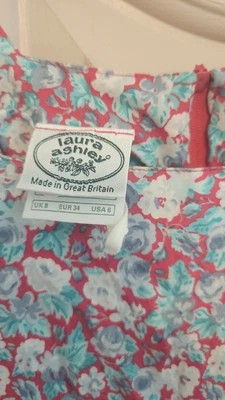 laura
ashley
Made in Great Britain
UK 8 EUR 34 USA 6